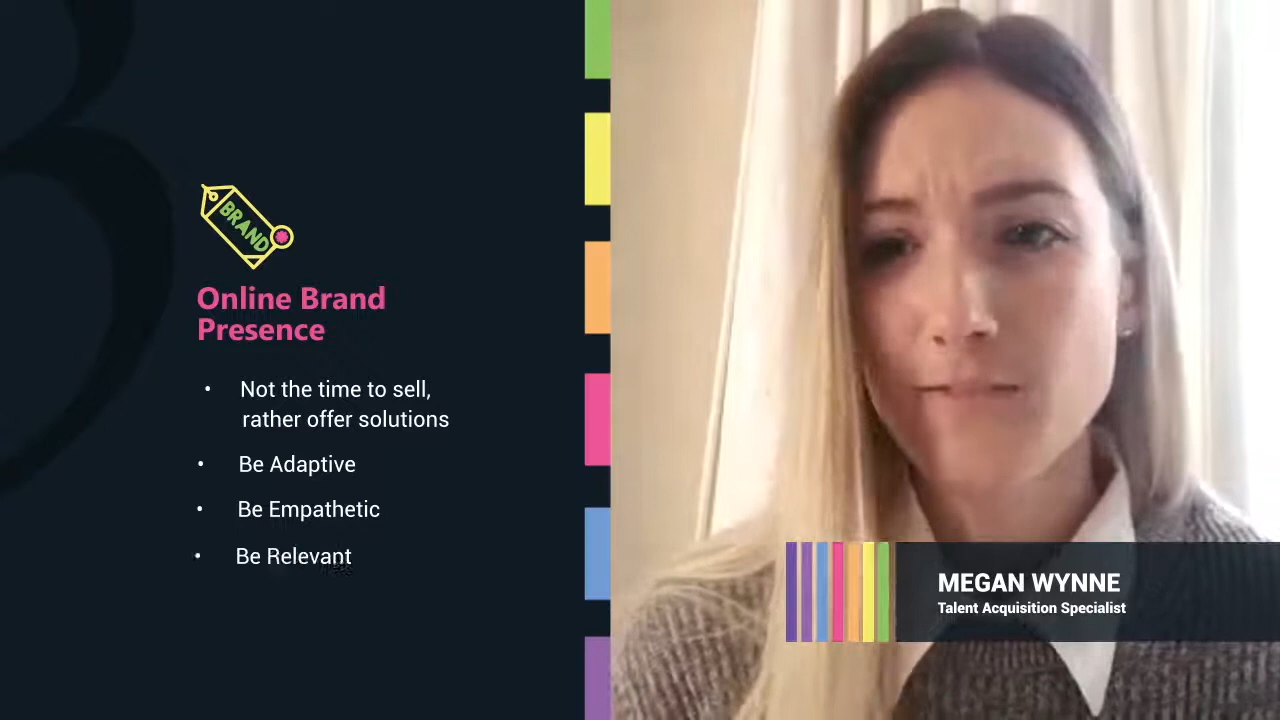 BRAND
Online Brand
Presence
• Not the time to sell,
rather offer solutions
• Be Adaptive
• Be Empathetic
• Be Relevant
MEGAN WYNNE
Talent Acquisition Specialist